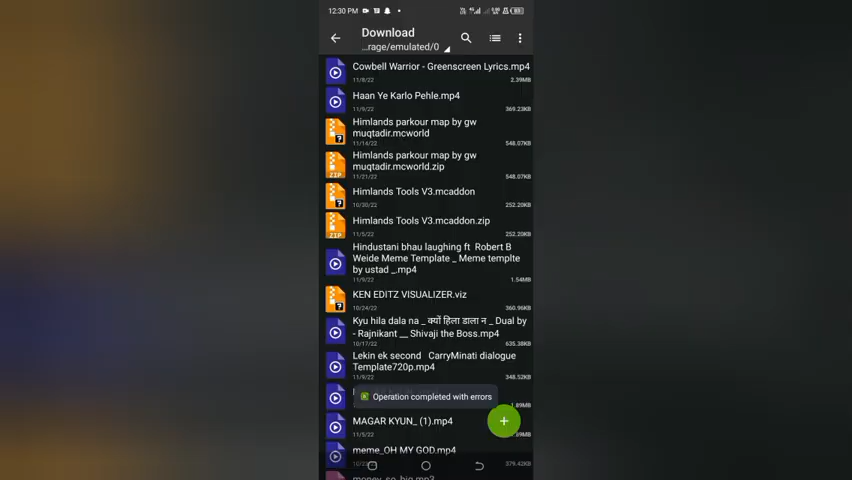 12:30 PM
Download
...rage/emulated/0
Cowbell Warrior - Greenscreen Lyrics.mp4
11/8/22 2.39MB
Haan Ye Karlo Pehle.mp4
11/9/22 369.23KB
Himlands parkour map by gw
muqtadir.mcworld
11/14/22 548.07KB
Himlands parkour map by gw
muqtadir.mcworld.zip
11/21/22 548.07KB
Himlands Tools V3.mcaddon
10/30/22 252.20KB
Himlands Tools V3.mcaddon.zip
ZIP
11/5/22 252.20KB
Hindustani bhau laughing ft Robert B
Weide Meme Template _ Meme templte
by ustad _.mp4
11/9/22 1.54MB
KEN EDITZ VISUALIZER.viz
10/24/22 360.96KB
Kyu hila dala na _ क्यों हिला डाला न _ Dual by
- Rajnikant __ Shivaji the Boss.mp4
10/17/22 635.38KB
Lekin ek second CarryMinati dialogue
Template720p.mp4
11/9/22 348.52KB
Operation completed with errors
1.89MB
MAGAR KYUN_ (1).mp4
11/5/22
meme_OH MY GOD.mp4
379.42KB
money_so_big.mp3